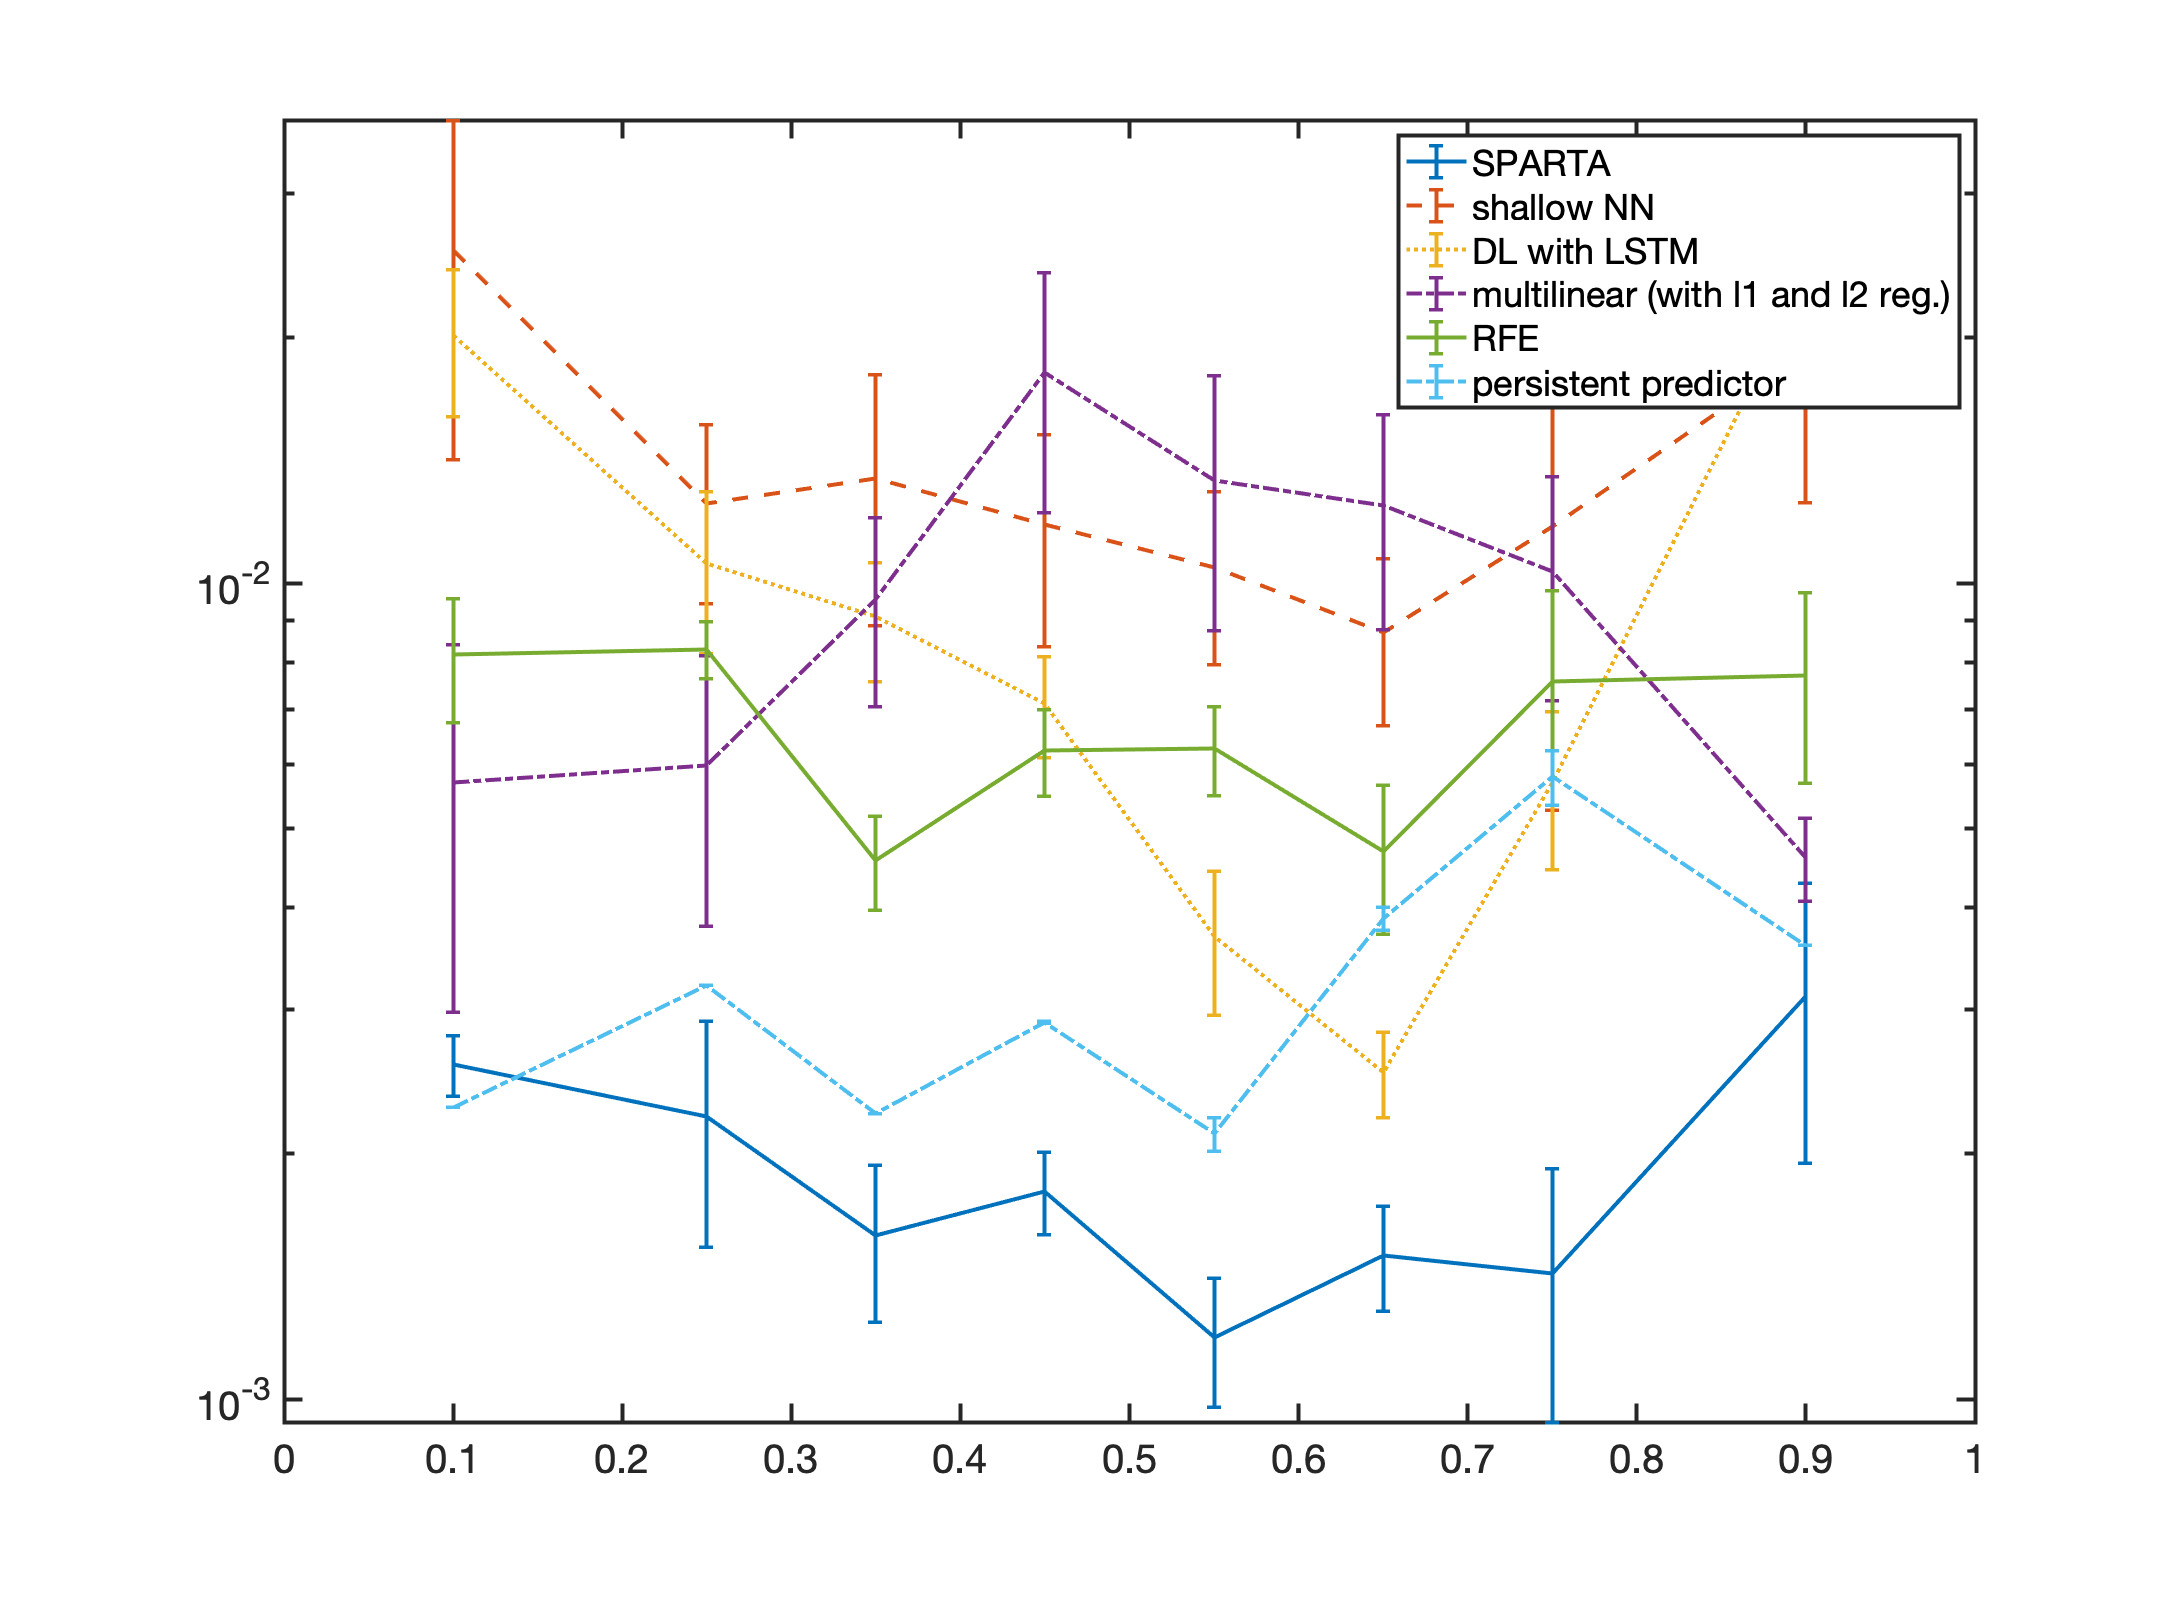 SPARTA
shallow NN
DL with LSTM
multilinear (with l1 and l2 reg.)
RFE
persistent predictor
10^-2
10^-3
0 0.1 0.2 0.3 0.4 0.5 0.6 0.7 0.8 0.9 1